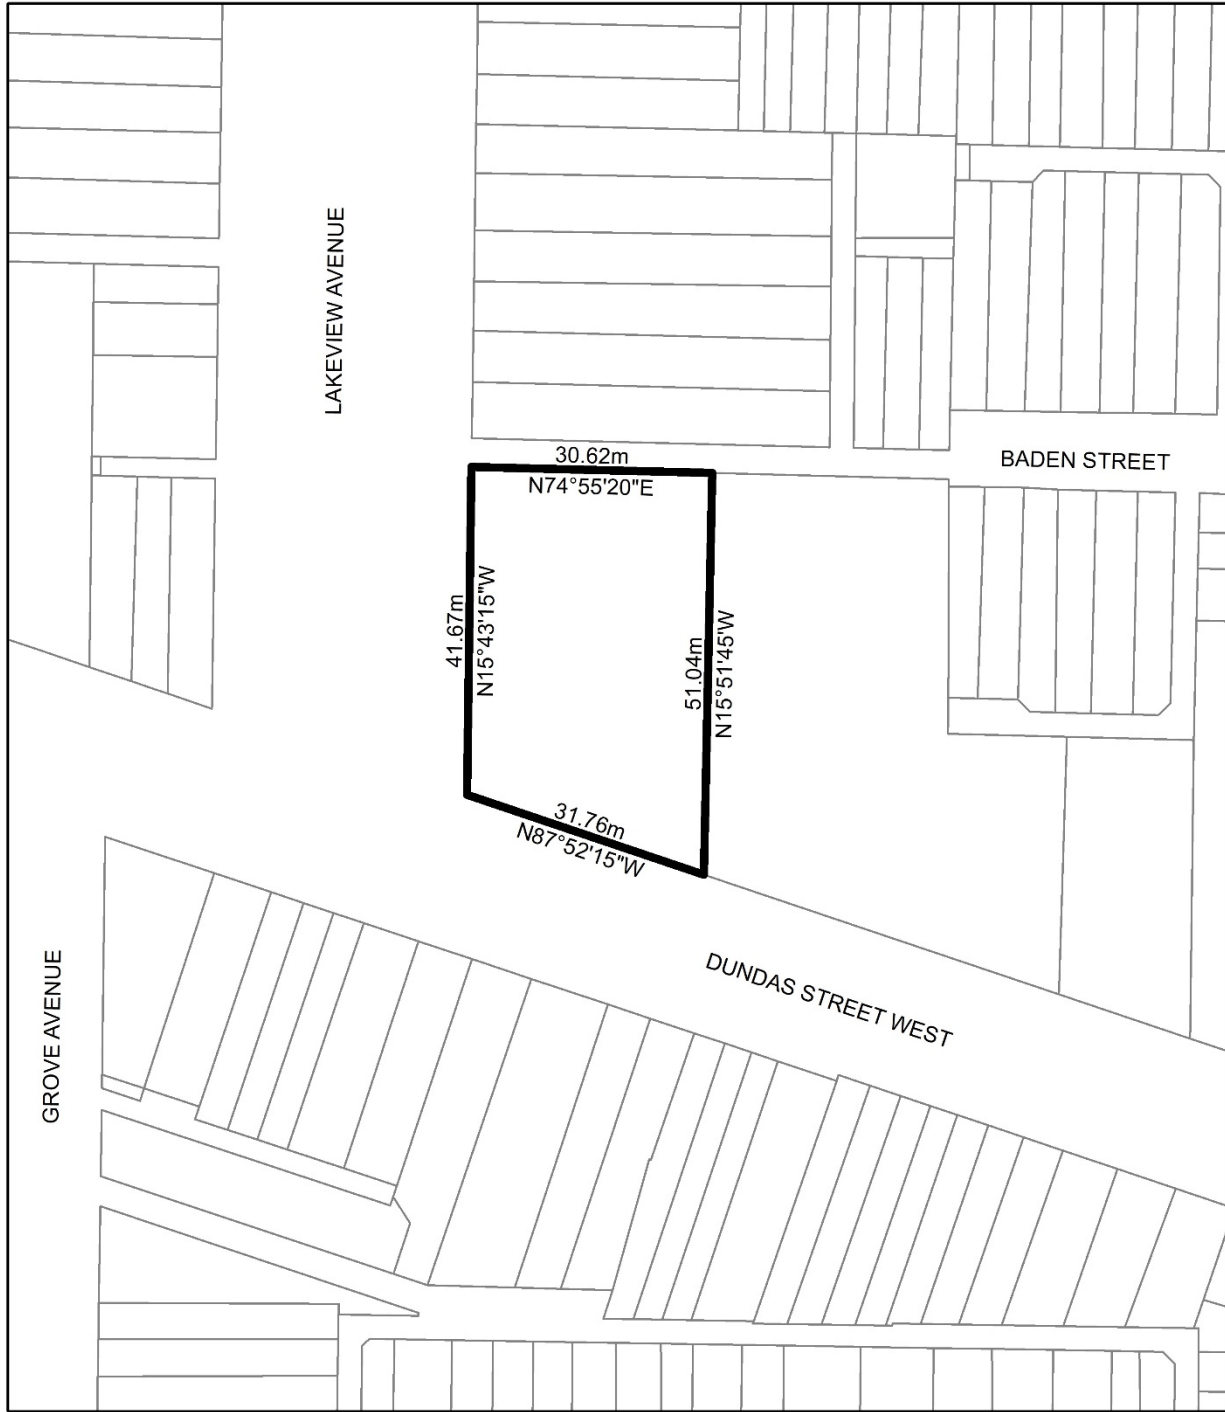 LAKEVIEW AVENUE
30.62m
N74°55'20"E
BADEN STREET
41.67m
N15°43'15"W
51.04m
N15°51'45"W
31.76m
N87°52'15"W
DUNDAS STREET WEST
GROVE AVENUE